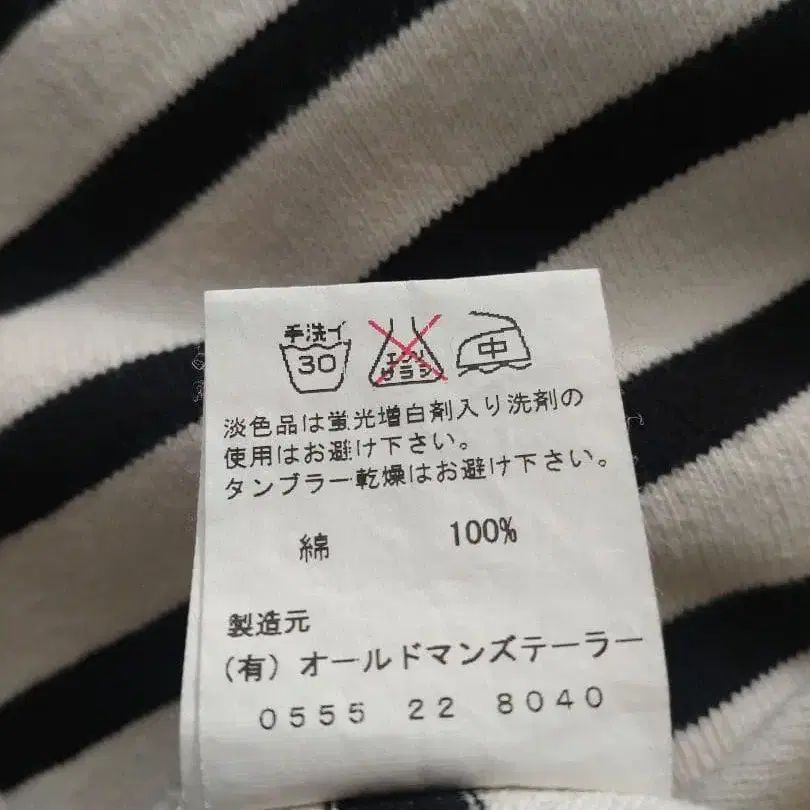 手洗イ
30
エンソ
サラシ
中
淡色品は蛍光増白剤入り洗剤の
使用はお避け下さい。
タンブラー乾燥はお避け下さい。
綿 100%
製造元
(有) オールドマンズテーラー
0555 22 8040